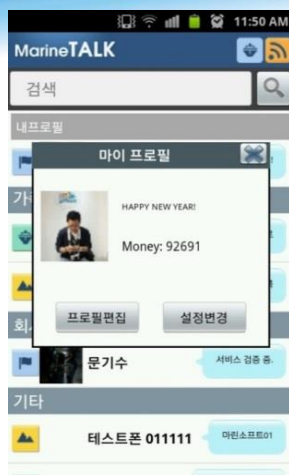 11:50 AM
MarineTALK
검색
내프로필
마이 프로필
HAPPY NEW YEAR!
Money: 92691
프로필편집
설정변경
문기수
서비스 검증 중.
기타
테스트폰 011111
마린소프트01